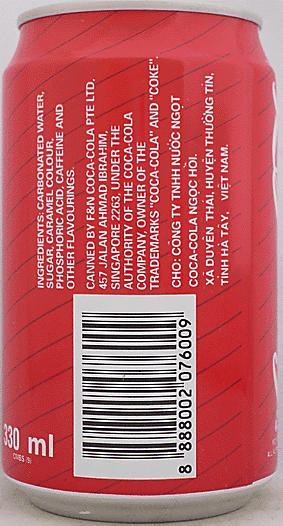 INGREDIENTS: CARBONATED WATER,
SUGAR, CARAMEL COLOUR,
PHOSPHORIC ACID, CAFFEINE AND
OTHER FLAVOURINGS.
CANNED BY F&N COCA-COLA PTE LTD.
457 JALAN AHMAD IBRAHIM,
SINGAPORE 2263, UNDER THE
AUTHORITY OF THE COCA-COLA
COMPANY, OWNER OF THE
TRADEMARKS "COCA-COLA" AND "COKE".
CHO: CÔNG TY TNHH NƯỚC NGỌT
COCA-COLA NGỌC HỒI.
XÃ DUYÊN THÁI, HUYỆN THƯỜNG TÍN,
TỈNH HÀ TÂY, VIỆT NAM.
8 888002 076009
330 ml